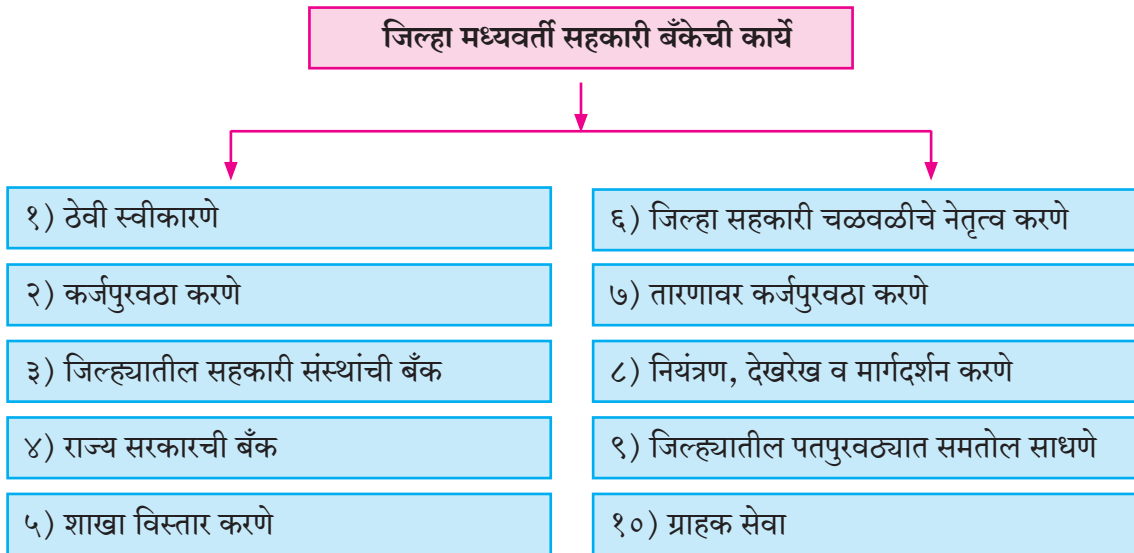 जिल्हा मध्यवर्ती सहकारी बँकेची कार्ये
१) ठेवी स्वीकारणे
२) कर्जपुरवठा करणे
३) जिल्ह्यातील सहकारी संस्थांची बँक
४) राज्य सरकारची बँक
५) शाखा विस्तार करणे
६) जिल्हा सहकारी चळवळीचे नेतृत्व करणे
७) तारणावर कर्जपुरवठा करणे
८) नियंत्रण, देखरेख व मार्गदर्शन करणे
९) जिल्ह्यातील पतपुरवठ्यात समतोल साधणे
१०) ग्राहक सेवा